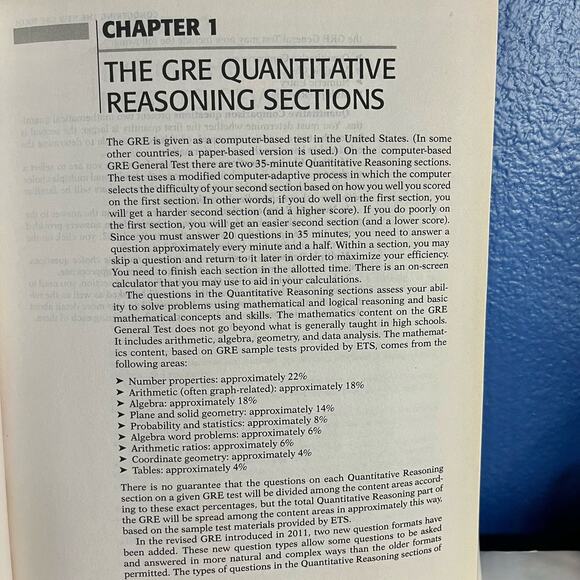 CHAPTER 1
THE GRE QUANTITATIVE
REASONING SECTIONS
The GRE is given as a computer-based test in the United States. (In some
other countries, a paper-based version is used.) On the computer-based
GRE General Test there are two 35-minute Quantitative Reasoning sections.
The test uses a modified computer-adaptive process in which the computer
selects the difficulty of your second section based on how well you scored
on the first section. In other words, if you do well on the first section, you
will get a harder second section (and a higher score). If you do poorly on
the first section, you will get an easier second section (and a lower score).
Since you must answer 20 questions in 35 minutes, you need to answer a
question approximately every minute and a half. Within a section, you may
skip a question and return to it later in order to maximize your efficiency.
You need to finish each section in the allotted time. There is an on-screen
calculator that you may use to aid in your calculations.
The questions in the Quantitative Reasoning sections assess your abil-
ity to solve problems using mathematical and logical reasoning and basic
mathematical concepts and skills. The mathematics content on the GRE
General Test does not go beyond what is generally taught in high schools.
It includes arithmetic, algebra, geometry, and data analysis. The mathemat-
ics content, based on GRE sample tests provided by ETS, comes from the
following areas:
➤ Number properties: approximately 22%
➤ Arithmetic (often graph-related): approximately 18%
➤ Algebra: approximately 18%
➤ Plane and solid geometry: approximately 14%
➤ Probability and statistics: approximately 8%
➤ Algebra word problems: approximately 6%
➤ Arithmetic ratios: approximately 6%
➤ Coordinate geometry: approximately 4%
➤ Tables: approximately 4%
There is no guarantee that the questions on each Quantitative Reasoning
section on a given GRE test will be divided among the content areas accord-
ing to these exact percentages, but the total Quantitative Reasoning part of
the GRE will be spread among the content areas in approximately this way,
based on the sample test materials provided by ETS.
In the revised GRE introduced in 2011, two new question formats have
been added. These new question types allow some questions to be asked
and answered in more natural and complex ways than the older formats
permitted. The types of questions in the Quantitative Reasoning sections of